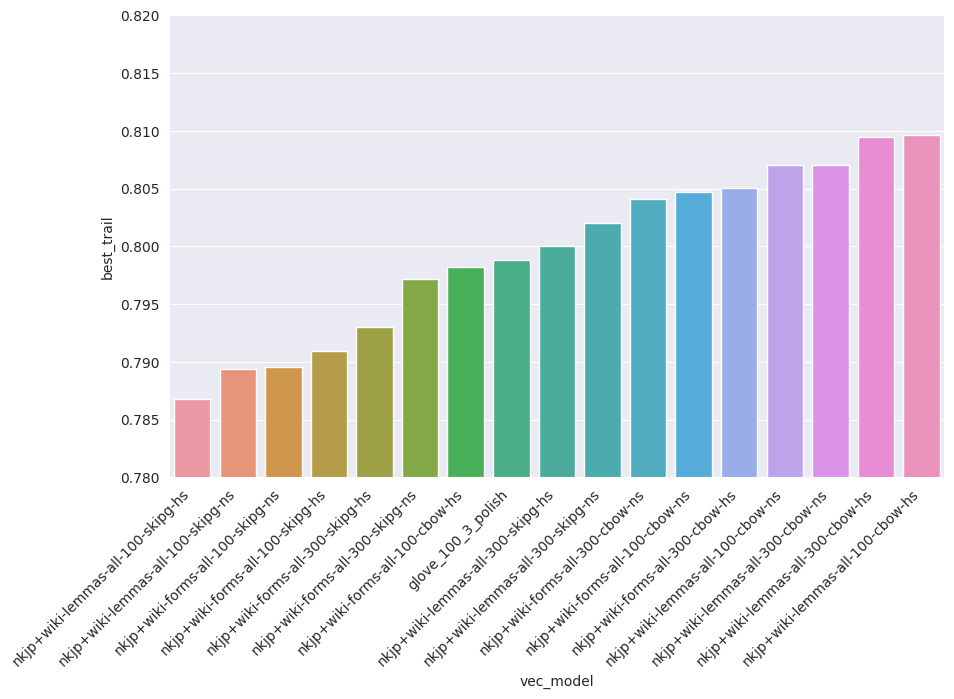 0.820
0.815
0.810
0.805
0.800
0.795
0.790
0.785
0.780
best_trail
nkjp+wiki-lemmas-all-100-skipg-hs
nkjp+wiki-lemmas-all-100-skipg-ns
nkjp+wiki-forms-all-100-skipg-ns
nkjp+wiki-forms-all-100-skipg-hs
nkjp+wiki-forms-all-300-skipg-hs
nkjp+wiki-forms-all-300-skipg-ns
nkjp+wiki-forms-all-100-cbow-hs
glove_100_3_polish
nkjp+wiki-lemmas-all-300-skipg-hs
nkjp+wiki-lemmas-all-300-skipg-ns
nkjp+wiki-forms-all-300-cbow-ns
nkjp+wiki-forms-all-100-cbow-ns
nkjp+wiki-forms-all-300-cbow-hs
nkjp+wiki-lemmas-all-100-cbow-ns
nkjp+wiki-lemmas-all-300-cbow-ns
nkjp+wiki-lemmas-all-300-cbow-hs
nkjp+wiki-lemmas-all-100-cbow-hs
vec_model